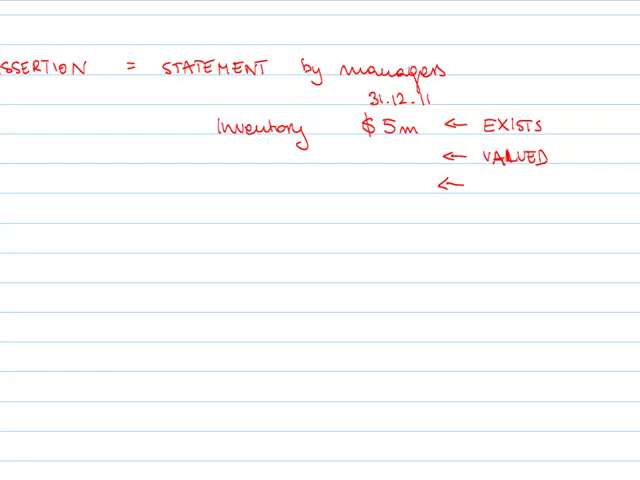 SSERTION = STATEMENT by managers
31.12.11
Inventory $5m ← EXISTS
← VALUED
←